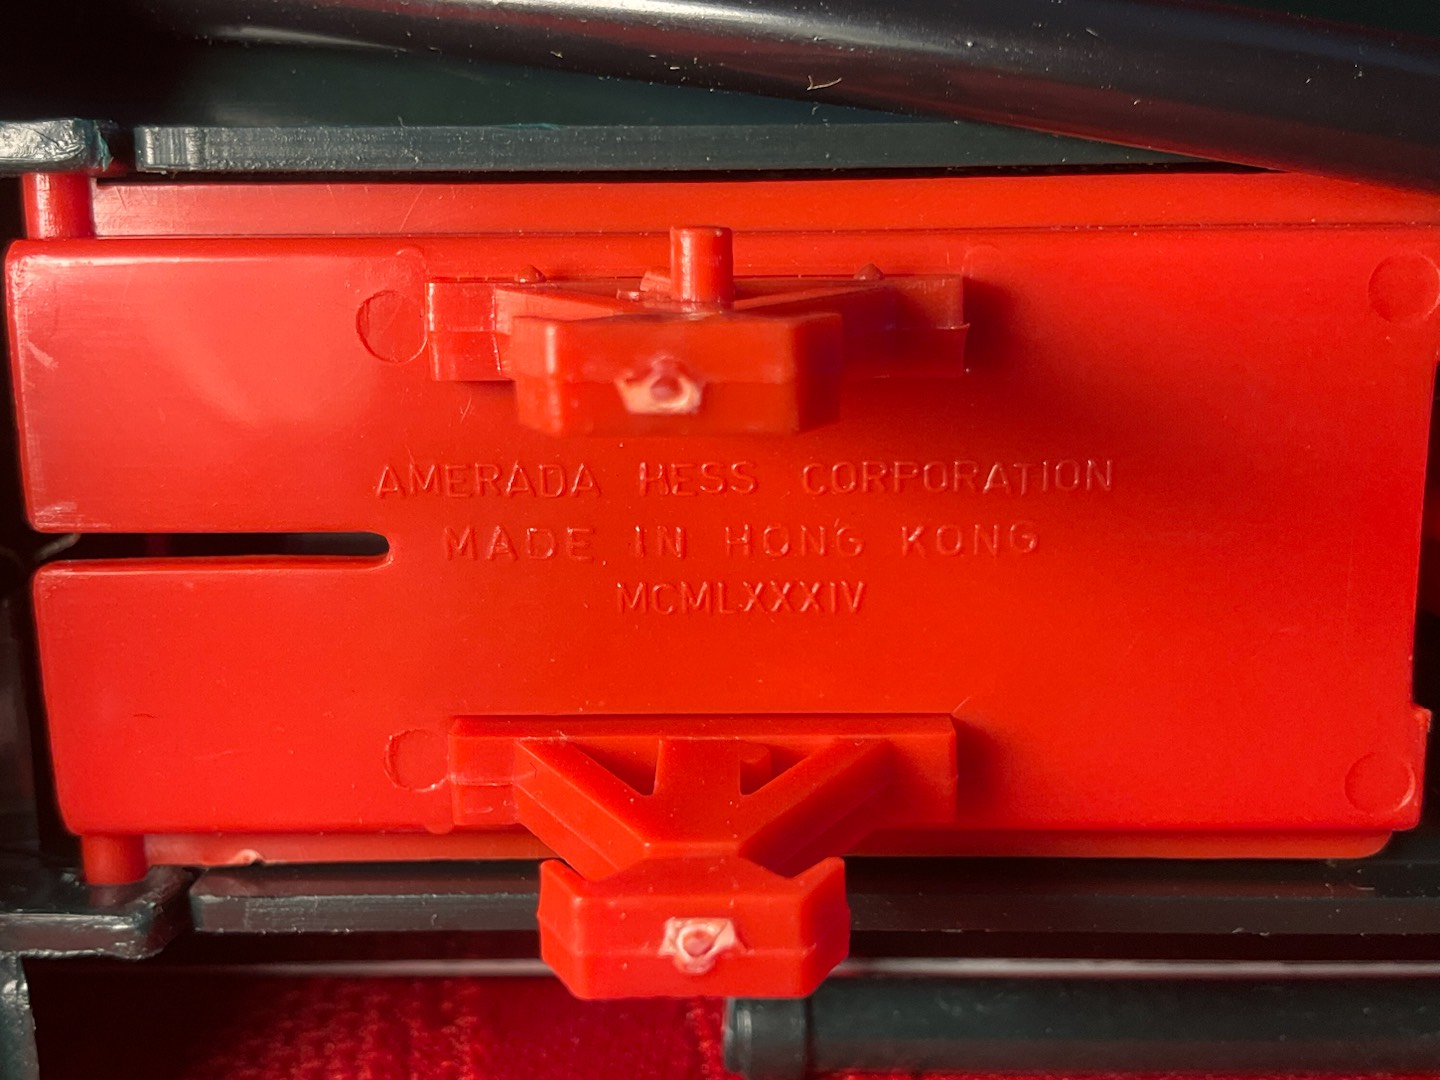 AMERADA HESS CORPORATION
MADE IN HONG KONG
MCMLXXXIV